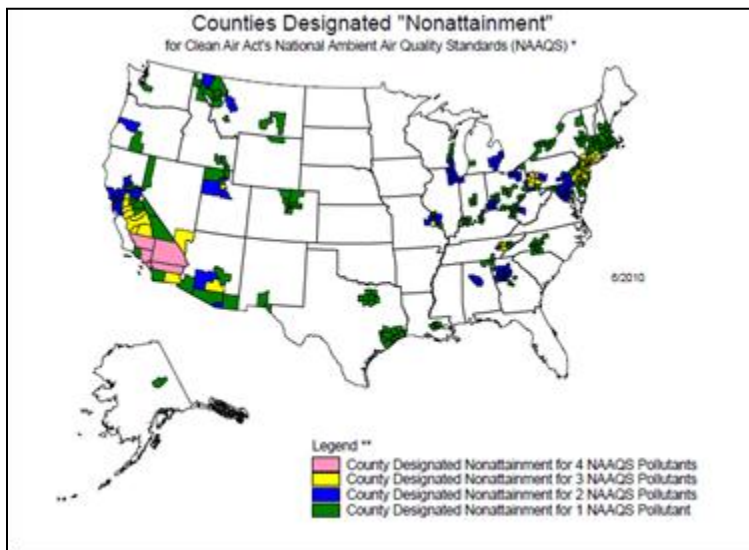 Counties Designated "Nonattainment"
for Clean Air Act's National Ambient Air Quality Standards (NAAQS) *
6/2010
Legend **
County Designated Nonattainment for 4 NAAQS Pollutants
County Designated Nonattainment for 3 NAAQS Pollutants
County Designated Nonattainment for 2 NAAQS Pollutants
County Designated Nonattainment for 1 NAAQS Pollutant